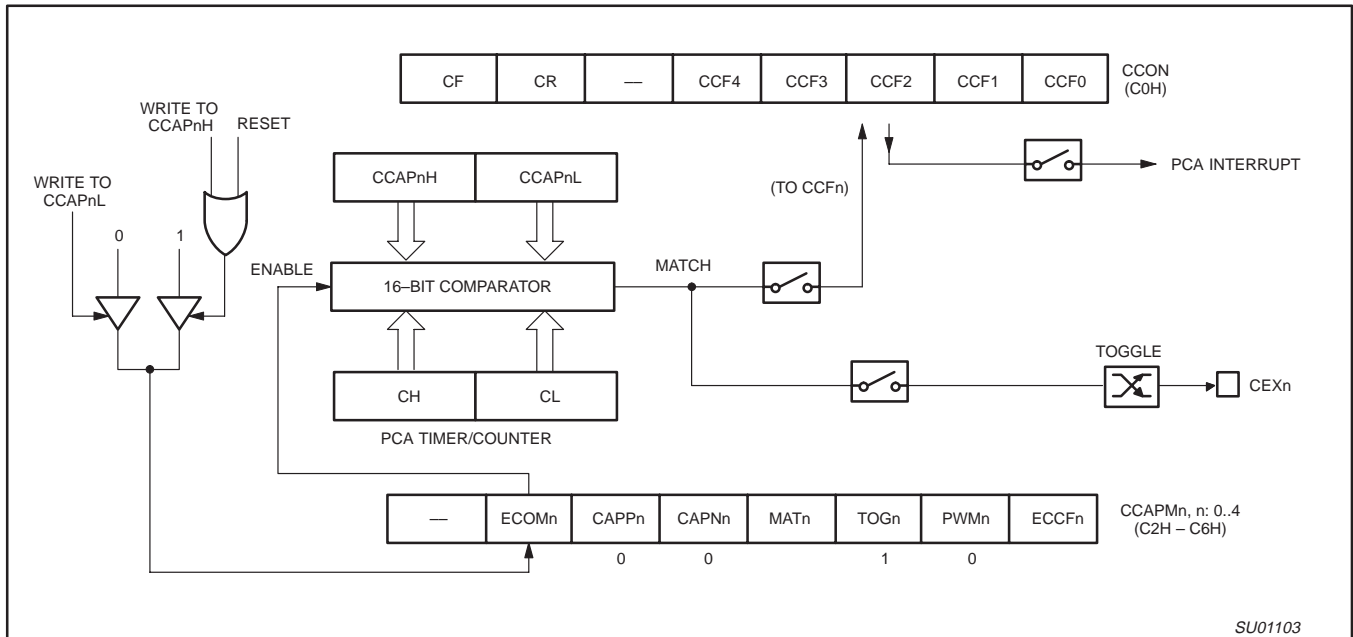 CF CR — CCF4 CCF3 CCF2 CCF1 CCF0
CCON
(C0H)
WRITE TO
CCAPnH
RESET
WRITE TO
CCAPnL
0 1
CCAPnH CCAPnL
(TO CCFn)
PCA INTERRUPT
ENABLE
16–BIT COMPARATOR
MATCH
TOGGLE
CEXn
CH CL
PCA TIMER/COUNTER
— ECOMn CAPPn CAPNn MATn TOGn PWMn ECCFn
CCAPMn, n: 0..4
(C2H – C6H)
0 0 1 0
SU01103